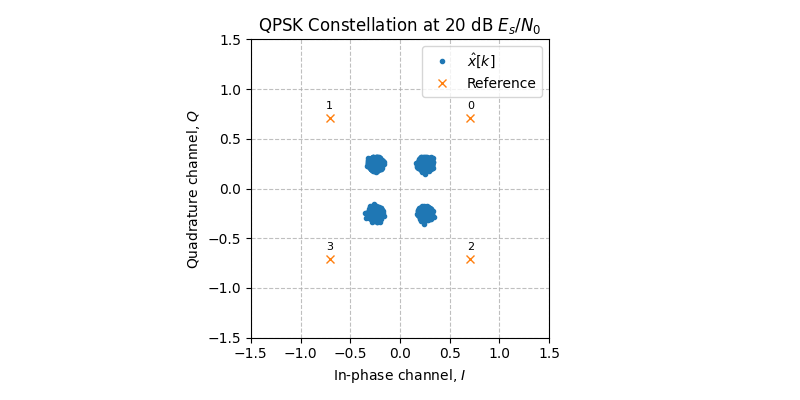 QPSK Constellation at 20 dB $E_s/N_0$
1.5
1.0
0.5
0.0
−0.5
−1.0
−1.5
Quadrature channel, Q
x̂[k]
Reference
1
0
3
2
−1.5 −1.0 −0.5 0.0 0.5 1.0 1.5
In-phase channel, I